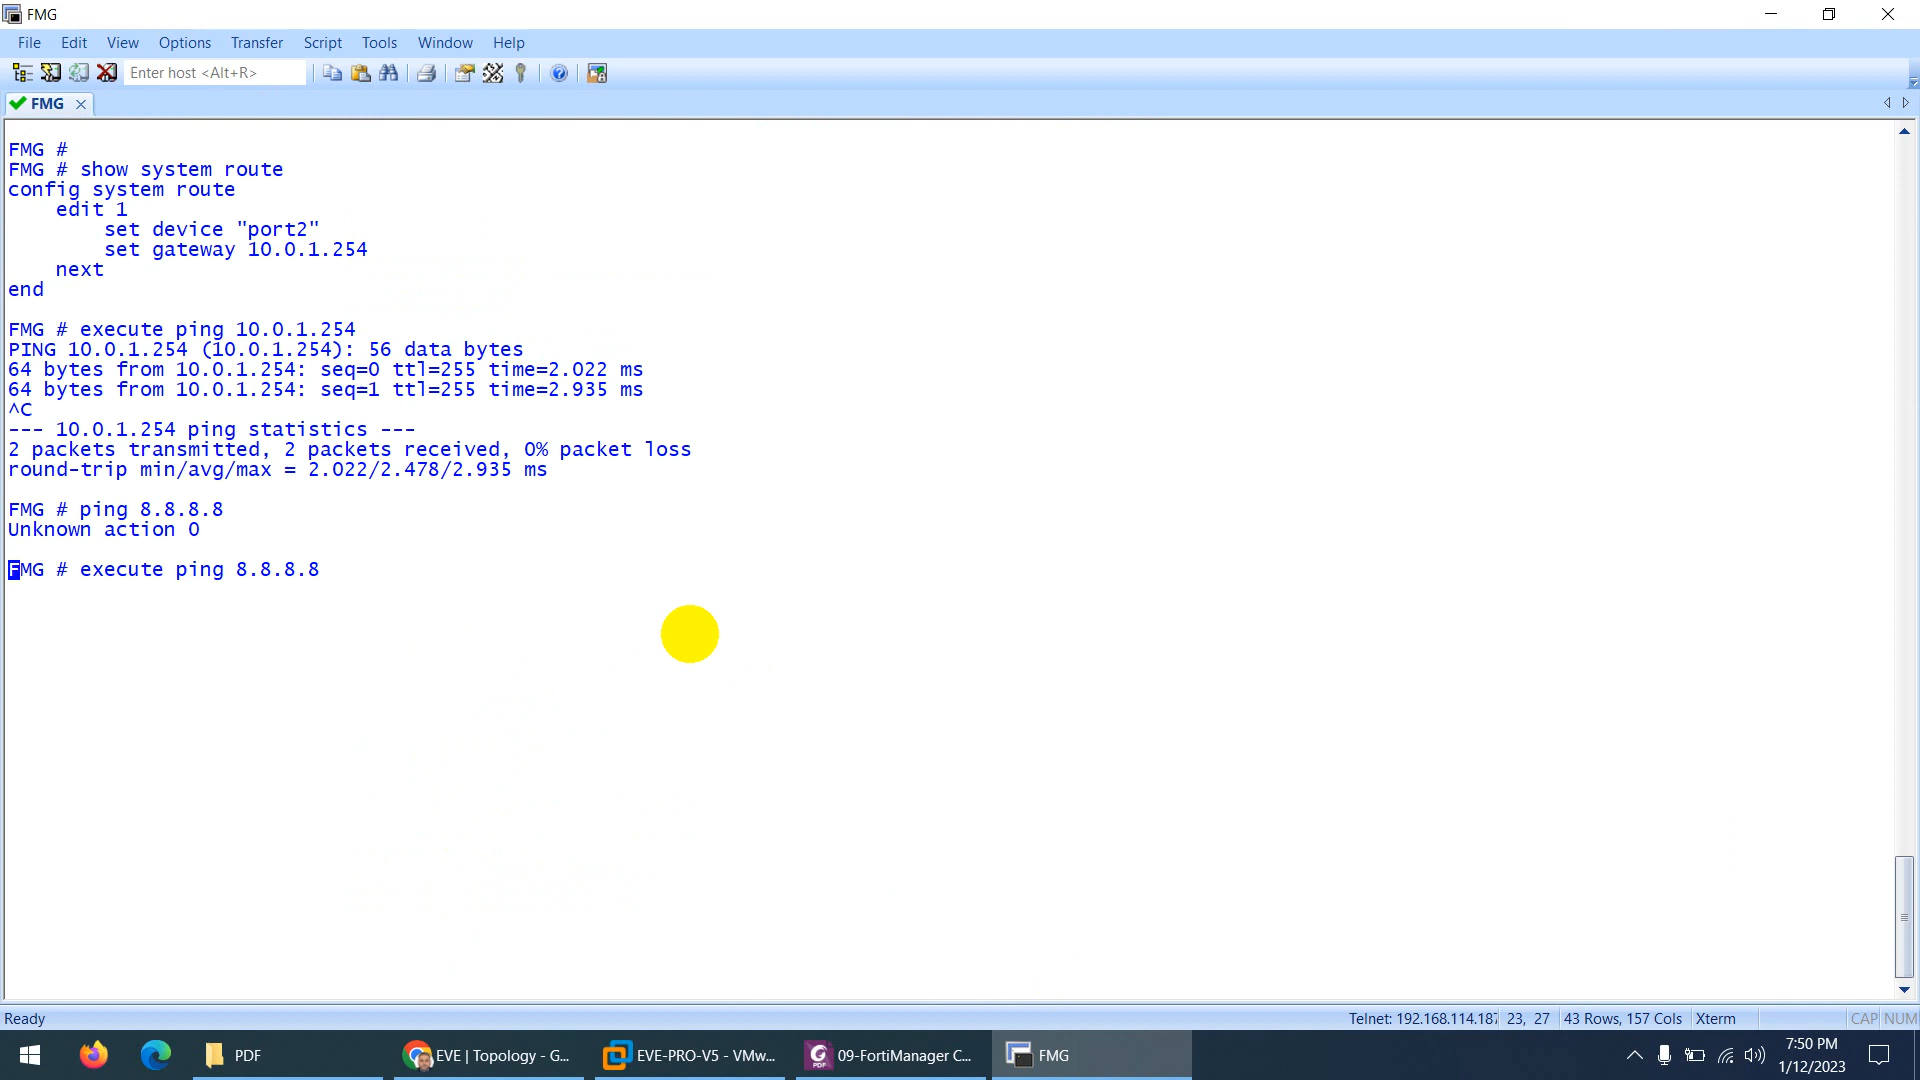 FMG
File Edit View Options Transfer Script Tools Window Help
Enter host <Alt+R>
FMG
FMG #
FMG # show system route
config system route
    edit 1
        set device "port2"
        set gateway 10.0.1.254
    next
end
FMG # execute ping 10.0.1.254
PING 10.0.1.254 (10.0.1.254): 56 data bytes
64 bytes from 10.0.1.254: seq=0 ttl=255 time=2.022 ms
64 bytes from 10.0.1.254: seq=1 ttl=255 time=2.935 ms
^C
--- 10.0.1.254 ping statistics ---
2 packets transmitted, 2 packets received, 0% packet loss
round-trip min/avg/max = 2.022/2.478/2.935 ms
FMG # ping 8.8.8.8
Unknown action 0
FMG # execute ping 8.8.8.8
Ready Telnet: 192.168.114.187 23, 27 43 Rows, 157 Cols Xterm CAP NUM
PDF EVE | Topology - G... EVE-PRO-V5 - VMw... 09-FortiManager C... FMG 7:50 PM
1/12/2023